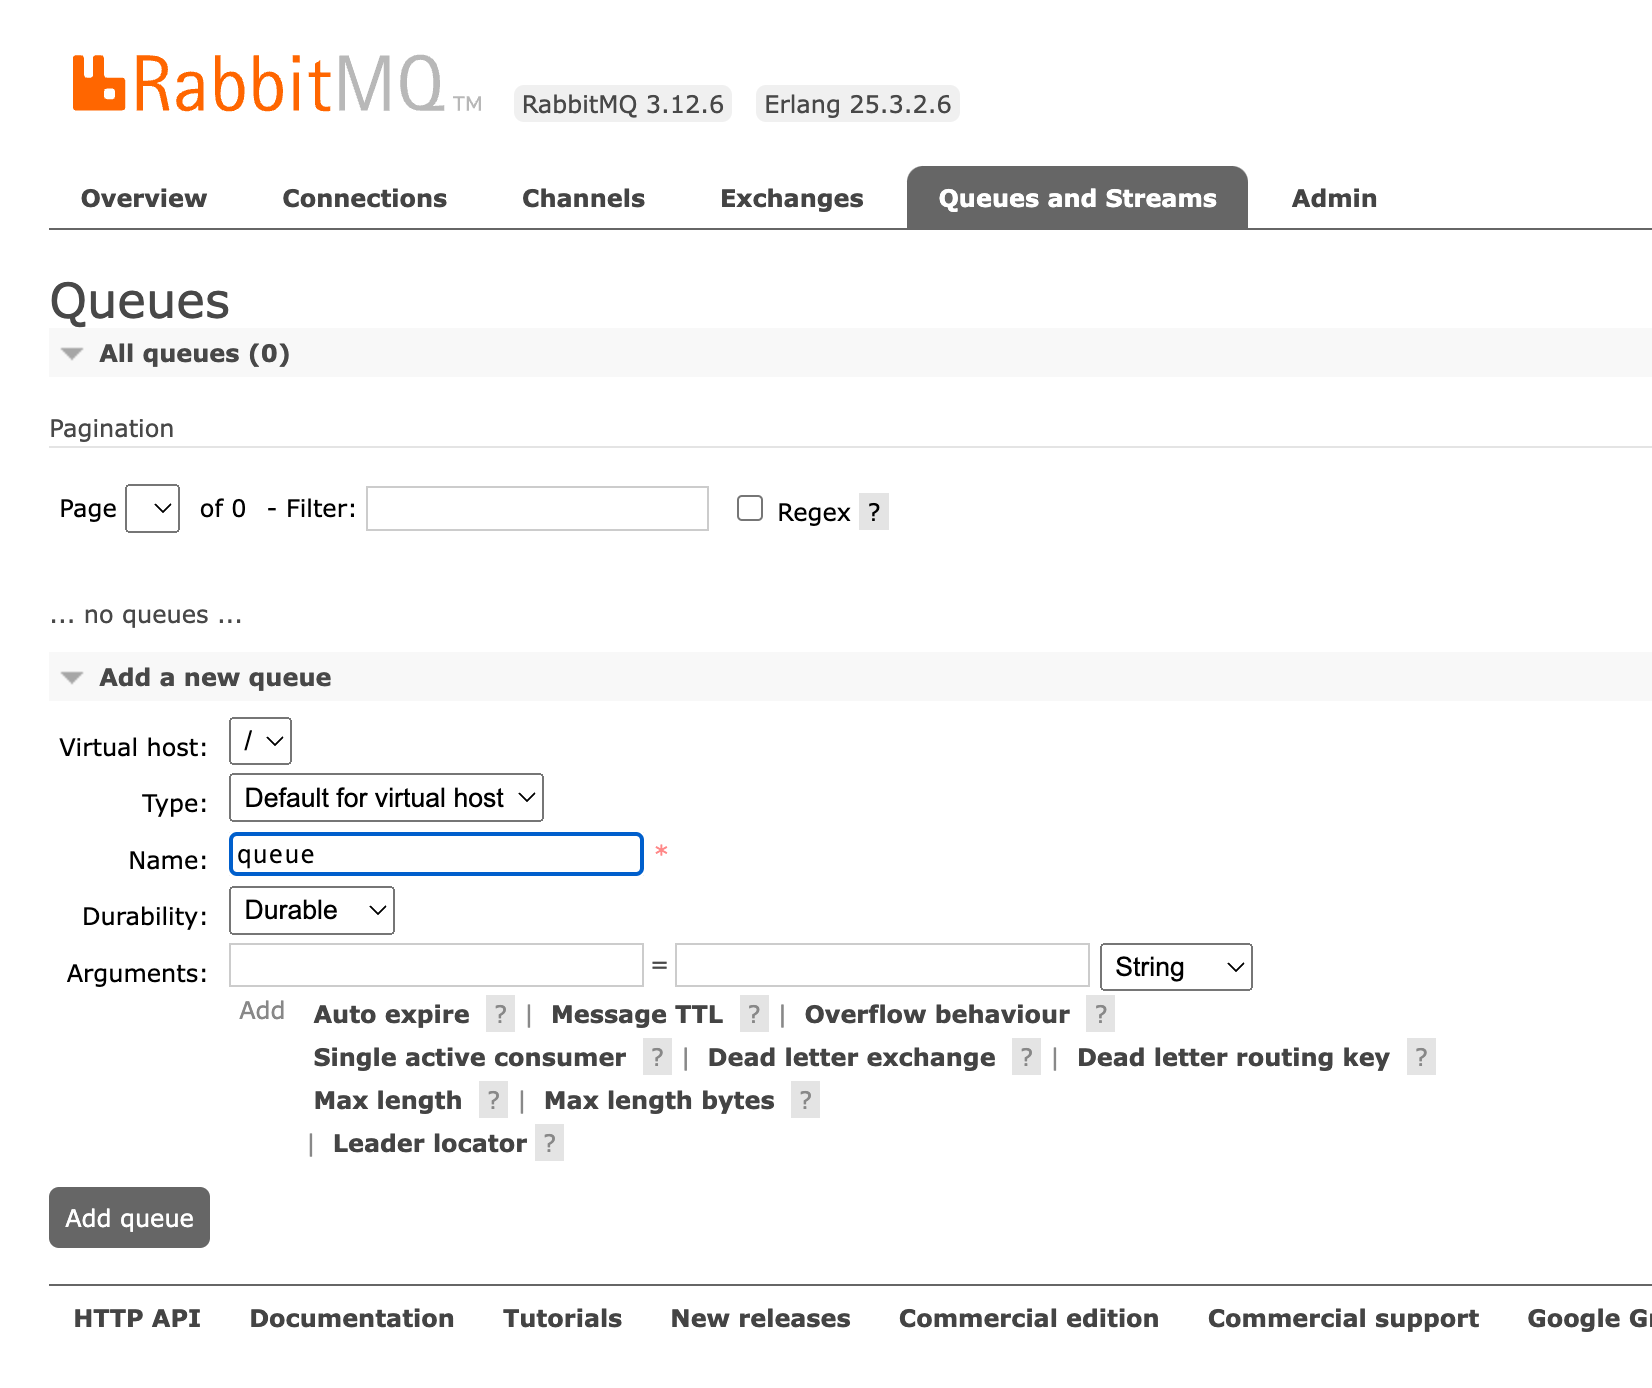 RabbitMQ TM RabbitMQ 3.12.6 Erlang 25.3.2.6
Overview Connections Channels Exchanges Queues and Streams Admin
Queues
All queues (0)
Pagination
Page of 0 - Filter: Regex ?
... no queues ...
Add a new queue
Virtual host: /
Type: Default for virtual host
Name: queue *
Durability: Durable
Arguments: = String
Add Auto expire ? | Message TTL ? | Overflow behaviour ?
Single active consumer ? | Dead letter exchange ? | Dead letter routing key ?
Max length ? | Max length bytes ?
| Leader locator ?
Add queue
HTTP API Documentation Tutorials New releases Commercial edition Commercial support Google